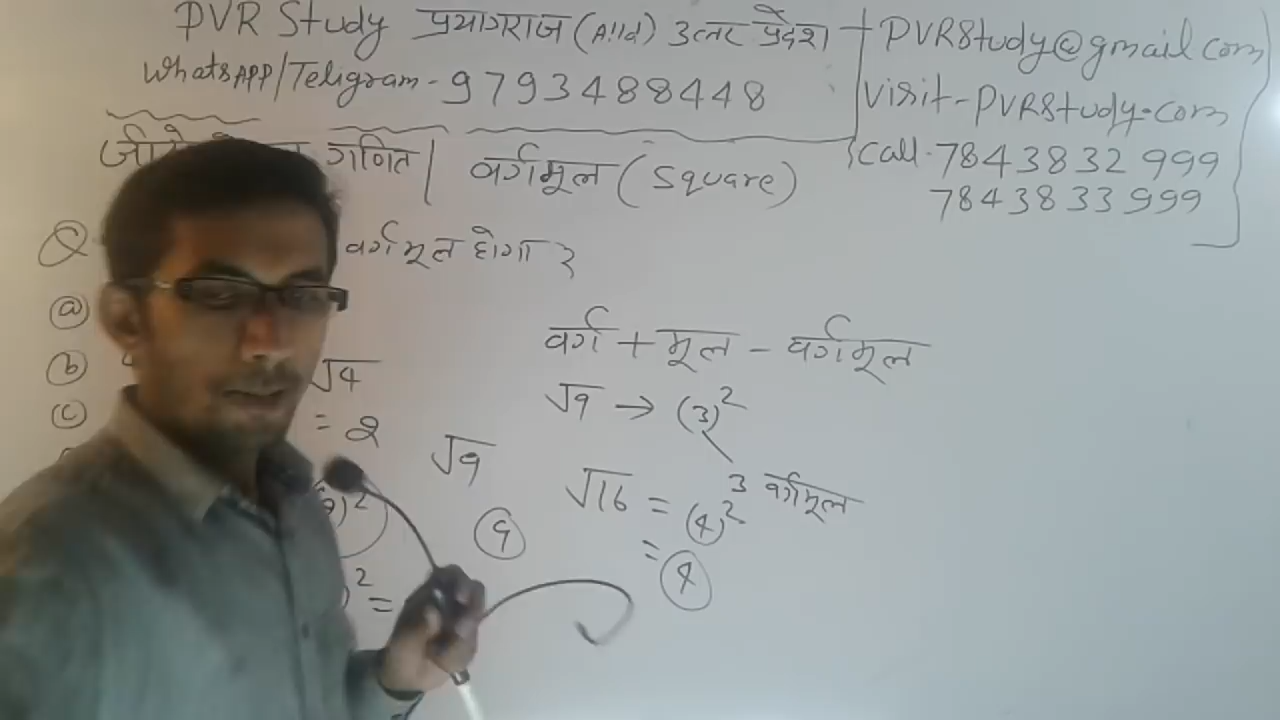 PVR Study प्रयागराज (Alld) उत्तर प्रदेश
WhatsAPP/Teligram - 9793488448
PVRStudy@gmail.com
Visit - PVRStudy.com
Call - 7843832999
7843833999
गणित | वर्गमूल (Square)
Q वर्गमूल होगा ?
(a)
(b)
(c)
वर्ग + मूल - वर्गमूल
√9 → (3)²
3 वर्गमूल
√4
= 2
√9
√16 = (4)²
= (4)
(9)
)² =